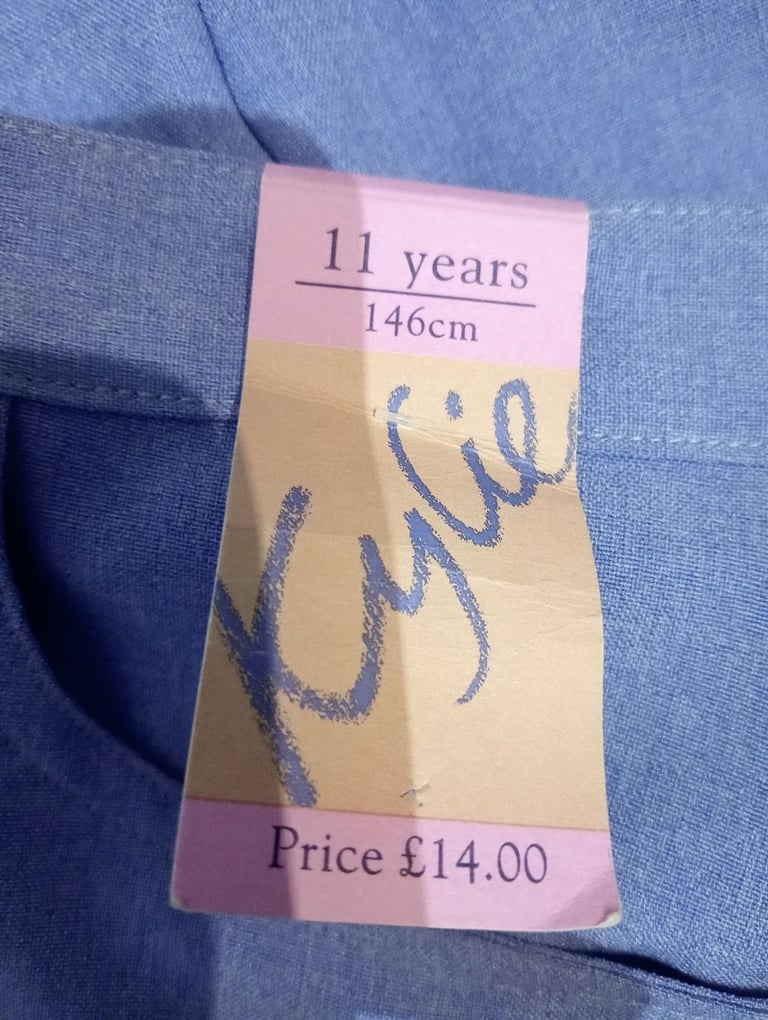 11 years
146cm
Kylie
Price £14.00